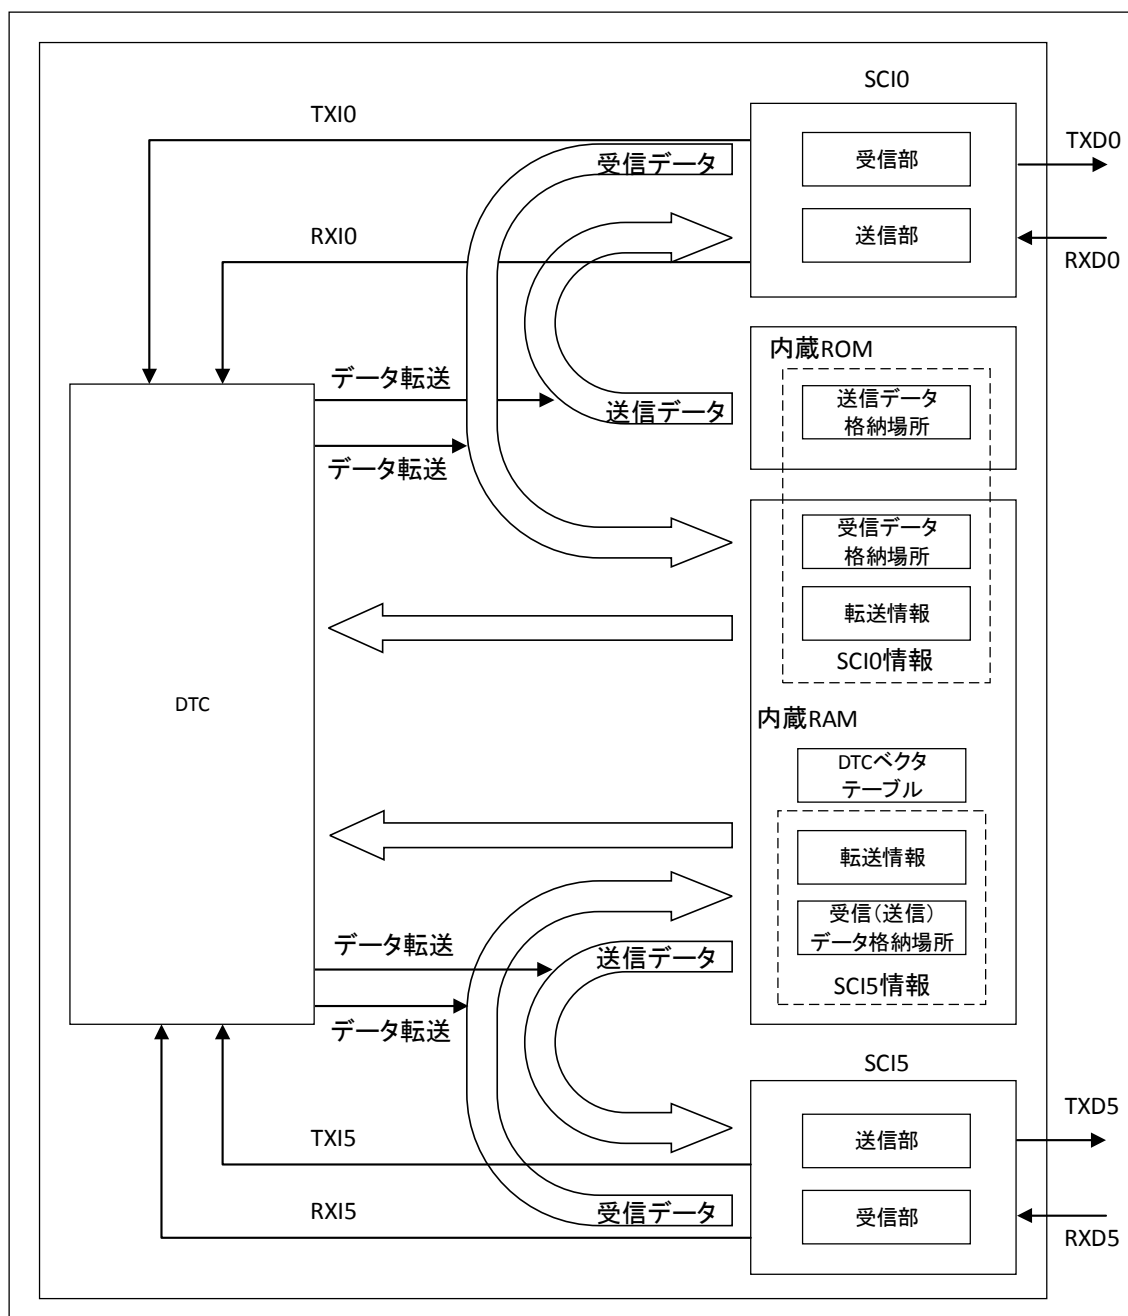 SCI0
TXI0
TXD0
受信部
受信データ
RXI0
送信部
RXD0
内蔵ROM
データ転送
送信データ
格納場所
送信データ
データ転送
受信データ
格納場所
転送情報
SCI0情報
DTC
内蔵RAM
DTCベクタ
テーブル
転送情報
受信(送信)
データ格納場所
データ転送
送信データ
SCI5情報
データ転送
SCI5
TXD5
TXI5
送信部
RXI5
受信データ
受信部
RXD5